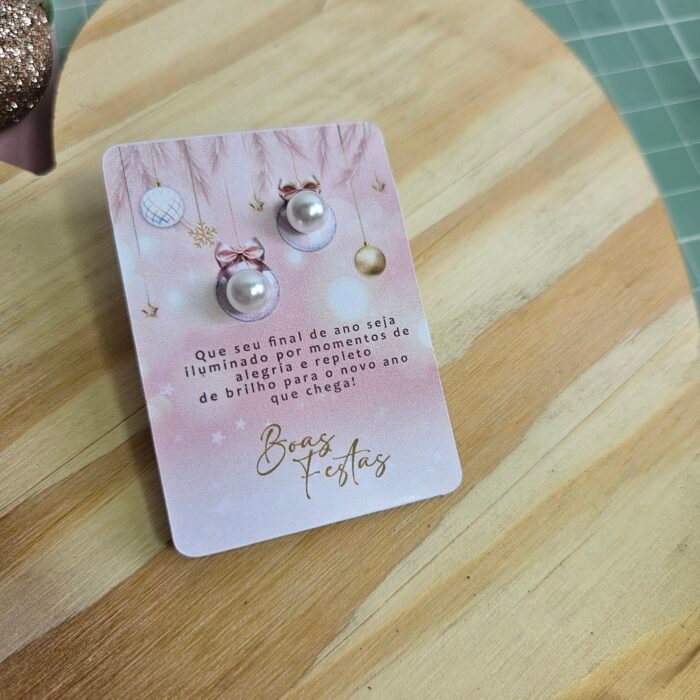 Que seu final de ano seja
iluminado por momentos de
alegria e repleto
de brilho para o novo ano
que chega!
Boas
Festas